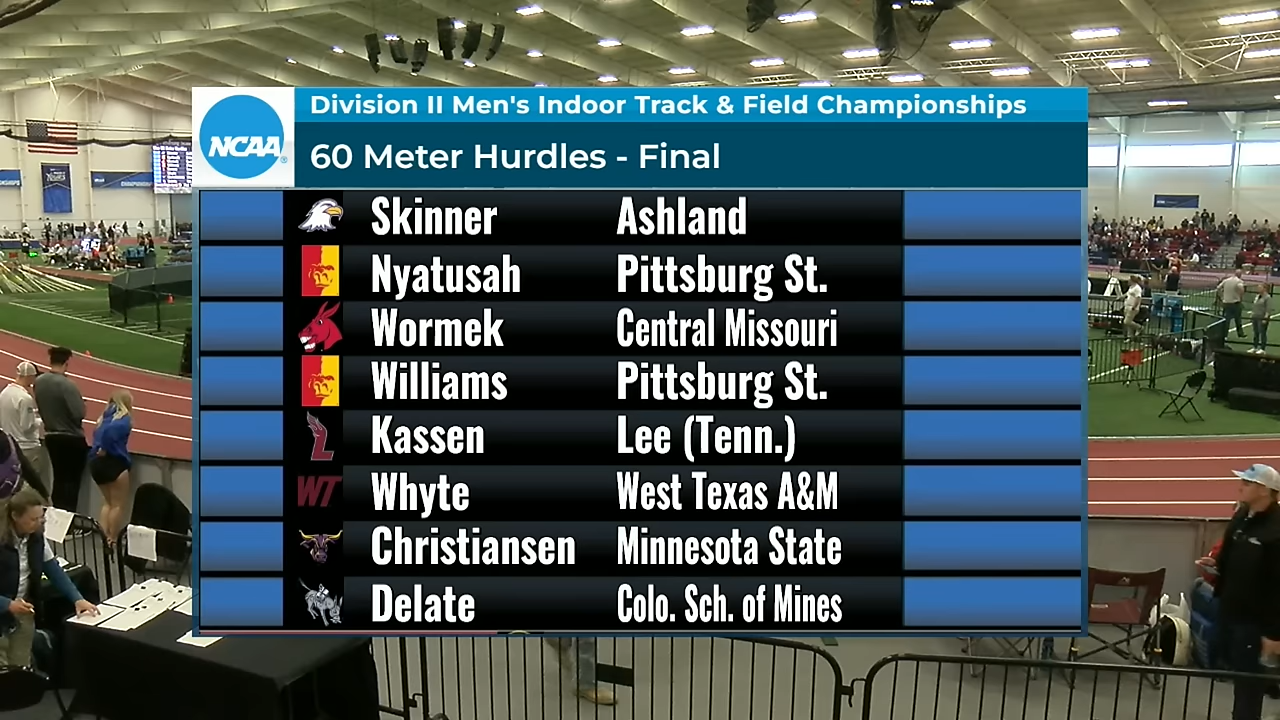 Division II Men's Indoor Track & Field Championships
NCAA
60 Meter Hurdles - Final
Skinner Ashland
Nyatusah Pittsburg St.
Wormek Central Missouri
Williams Pittsburg St.
Kassen Lee (Tenn.)
WT Whyte West Texas A&M
Christiansen Minnesota State
Delate Colo. Sch. of Mines